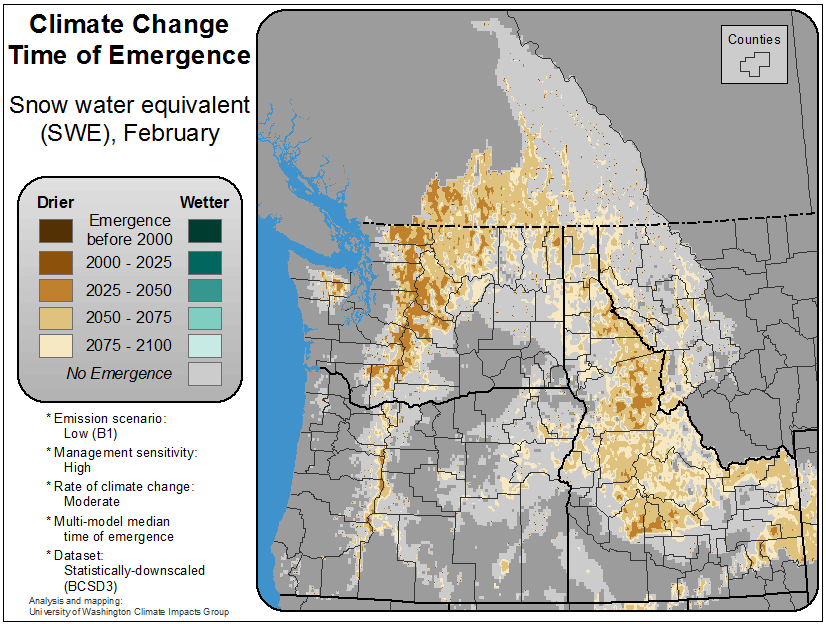 Climate Change
Time of Emergence
Snow water equivalent
(SWE), February
Drier
Wetter
Emergence
before 2000
2000 - 2025
2025 - 2050
2050 - 2075
2075 - 2100
No Emergence
* Emission scenario:
Low (B1)
* Management sensitivity:
High
* Rate of climate change:
Moderate
* Multi-model median
time of emergence
* Dataset:
Statistically-downscaled
(BCSD3)
Analysis and mapping:
University of Washington Climate Impacts Group
Counties